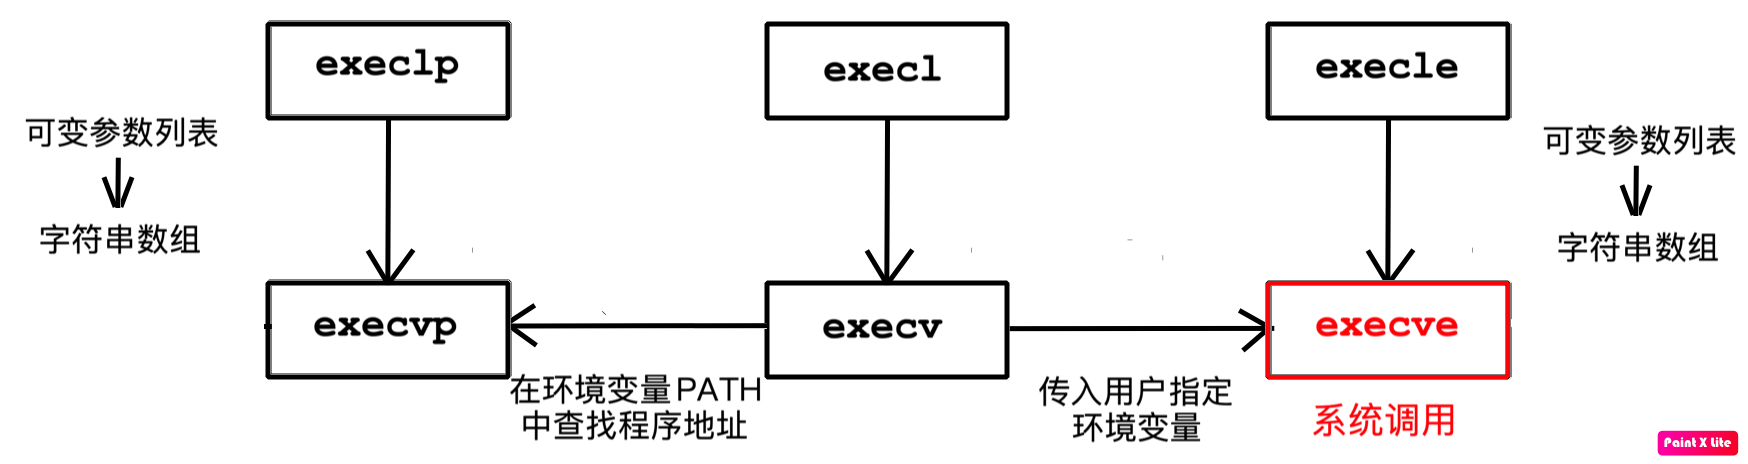 execlp
execl
execle
可变参数列表
字符串数组
可变参数列表
字符串数组
execvp
execv
execve
在环境变量PATH
中查找程序地址
传入用户指定
环境变量
系统调用
Paint X Lite